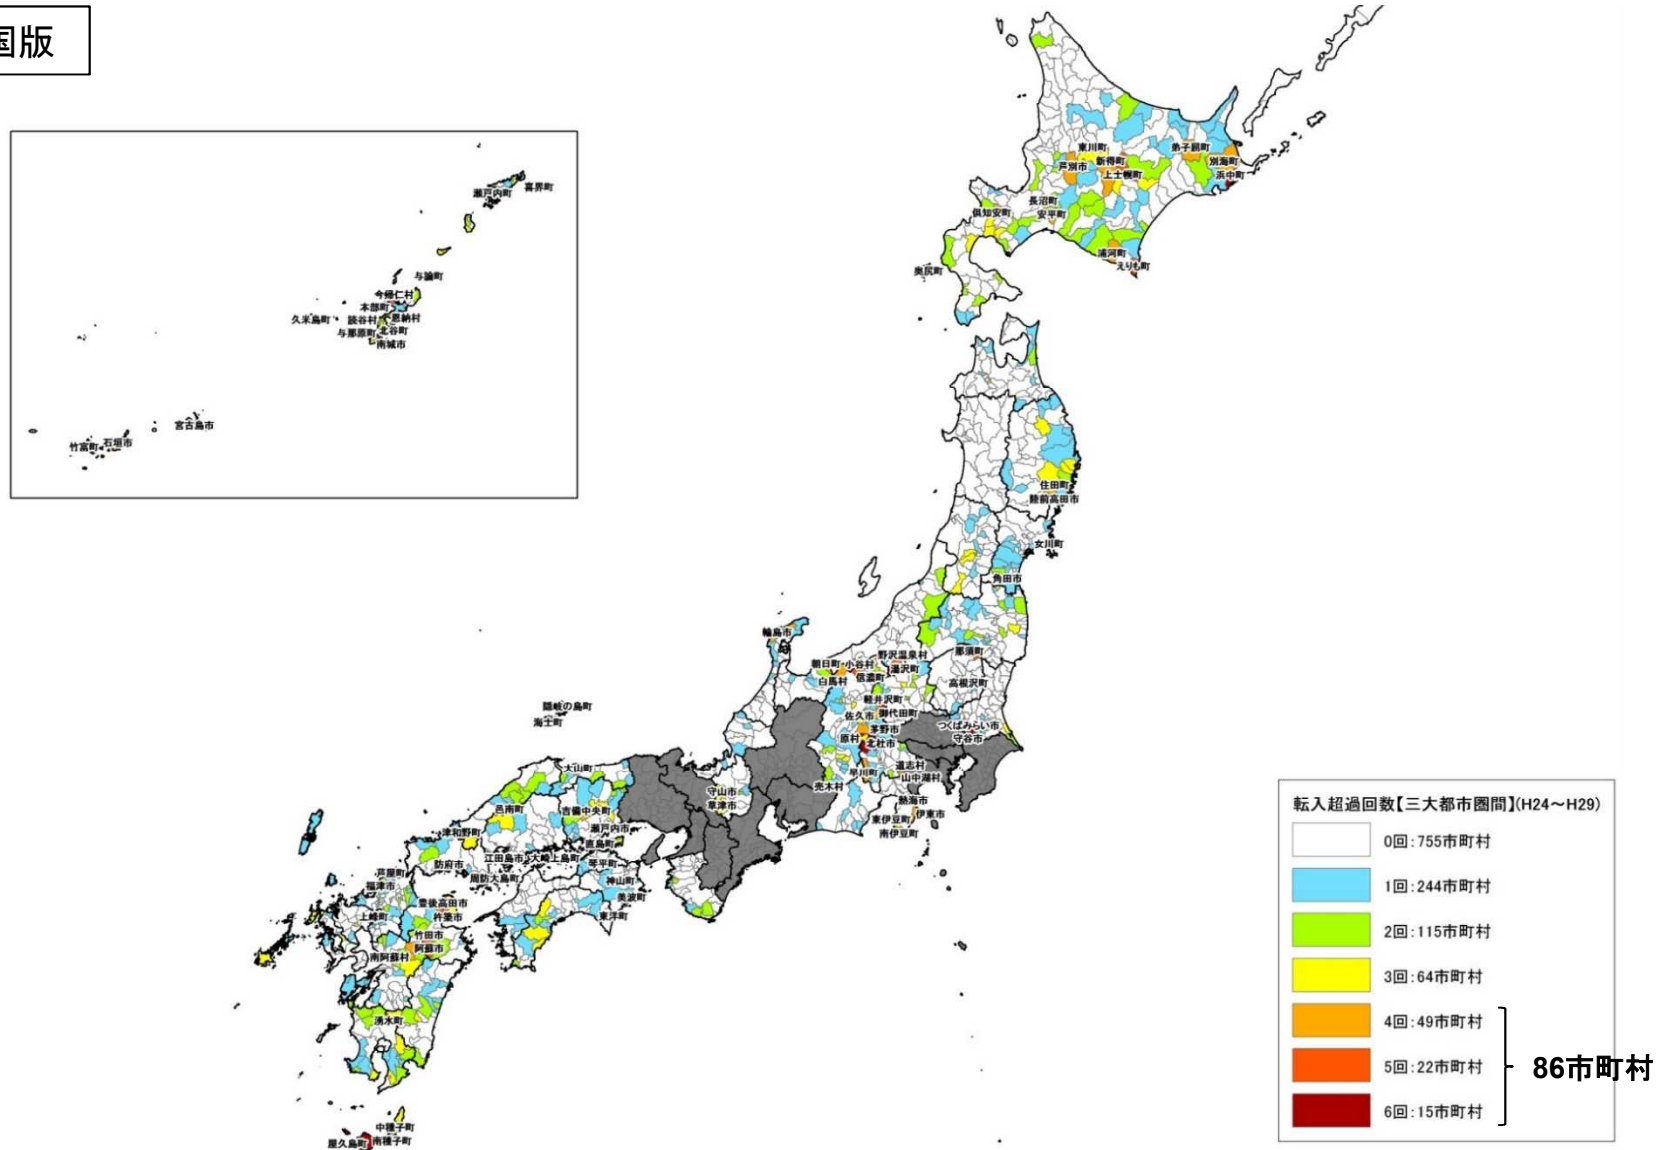 国版
瀬戸内町
喜界町
与論町
今帰仁村
本部町
久米島町
読谷村
恩納村
与那原町
北谷町
南城市
宮古島市
竹富町
石垣市
東川町
弟子屈町
芦別市
新得町
別海町
上士幌町
浜中町
長沼町
倶知安町
安平町
浦河町
えりも町
奥尻町
住田町
陸前高田市
女川町
角田市
輪島市
野沢温泉村
那須町
朝日町
小谷村
湯沢町
白馬村
信濃町
高根沢町
軽井沢町
佐久市
御代田町
茅野市
つくばみらい市
原村
北杜市
守谷市
早川町
道志村
山中湖村
売木村
熱海市
東伊豆町
伊東市
南伊豆町
隠岐の島町
海士町
大山町
守山市
草津市
邑南町
吉備中央町
瀬戸内市
津和野町
直島町
江田島市
大崎上島町
琴平町
防府市
周防大島町
神山町
美波町
東洋町
芦屋町
福津市
豊後高田市
上峰町
杵築市
竹田市
阿蘇市
南阿蘇村
湧水町
中種子町
屋久島町
南種子町
転入超過回数【三大都市圏間】(H24～H29)
0回:755市町村
1回:244市町村
2回:115市町村
3回:64市町村
4回:49市町村
5回:22市町村
6回:15市町村
86市町村